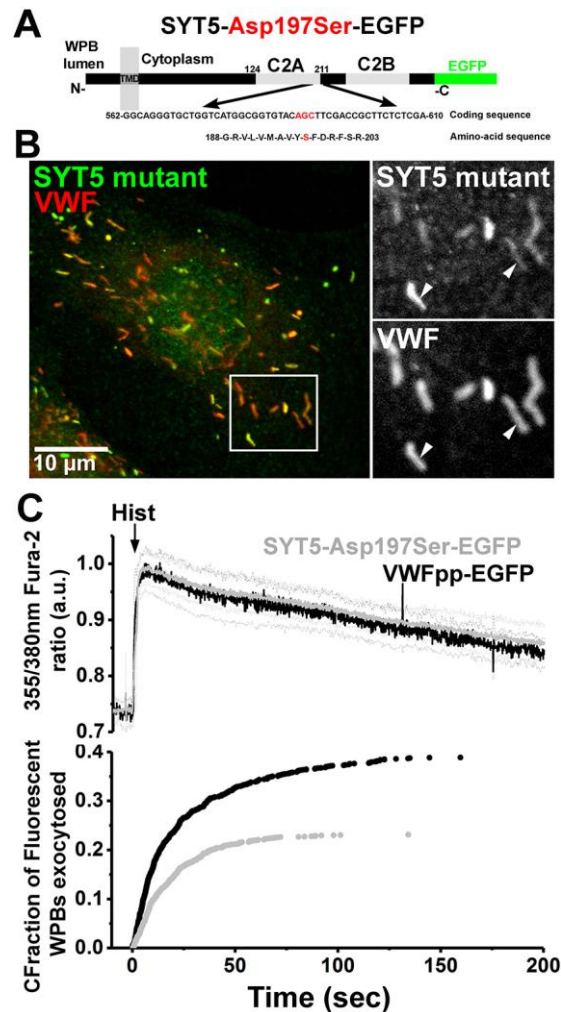 A
SYT5-Asp197Ser-EGFP
WPB lumen
Cytoplasm
124
C2A
211
C2B
EGFP
TMD
N-
-C
562-GGCAGGGTGCTGGTCATGGCGGTGTACAGCTTCGACCGCTTCTCTCGA-610
Coding sequence
188-G-R-V-L-V-M-A-V-Y-S-F-D-R-F-S-R-203
Amino-acid sequence
B
SYT5 mutant
VWF
10 µm
SYT5 mutant
VWF
C
Hist
SYT5-Asp197Ser-EGFP
VWFpp-EGFP
355/380nm Fura-2
ratio (a.u.)
1.0
0.9
0.8
0.7
CFraction of Fluorescent
WPBs exocytosed
0.4
0.3
0.2
0.1
0.0
0 50 100 150 200
Time (sec)